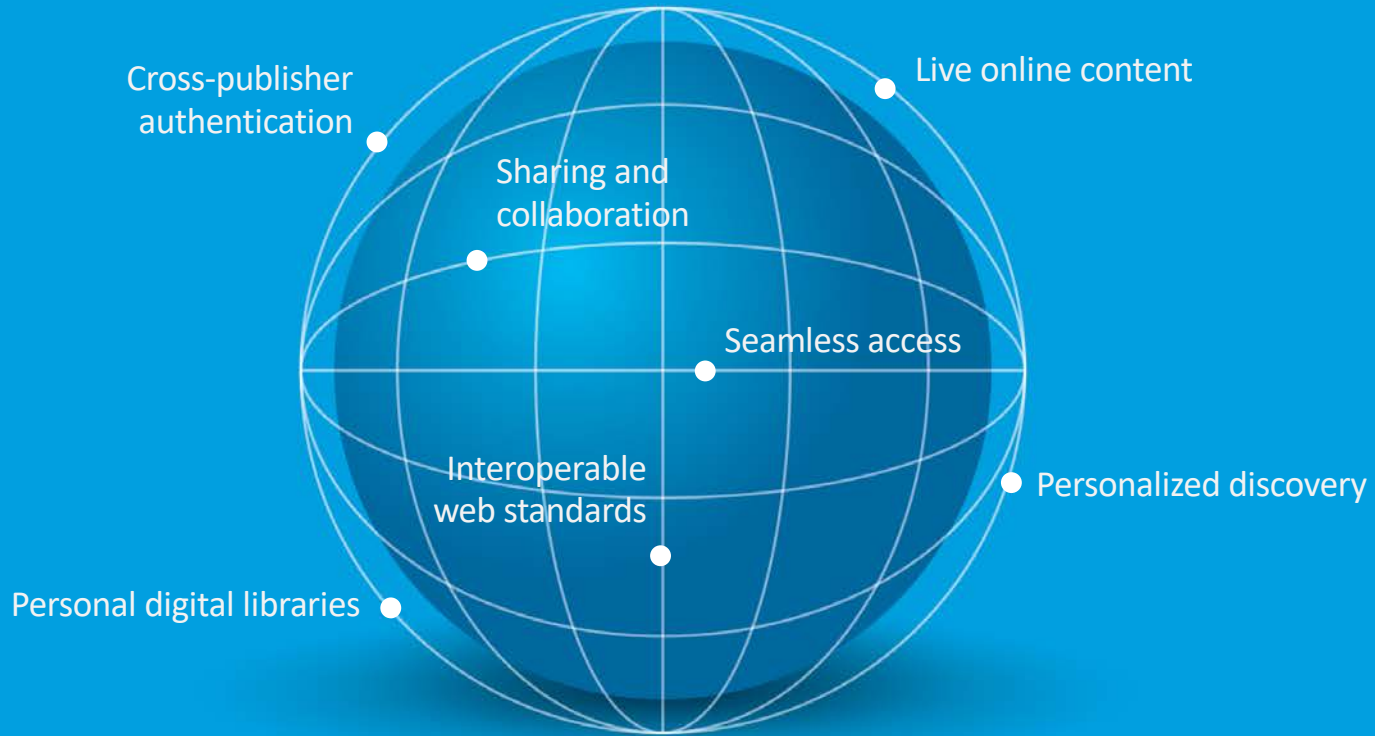 Live online content
Cross-publisher
authentication
Sharing and
collaboration
Seamless access
Interoperable
web standards
Personalized discovery
Personal digital libraries